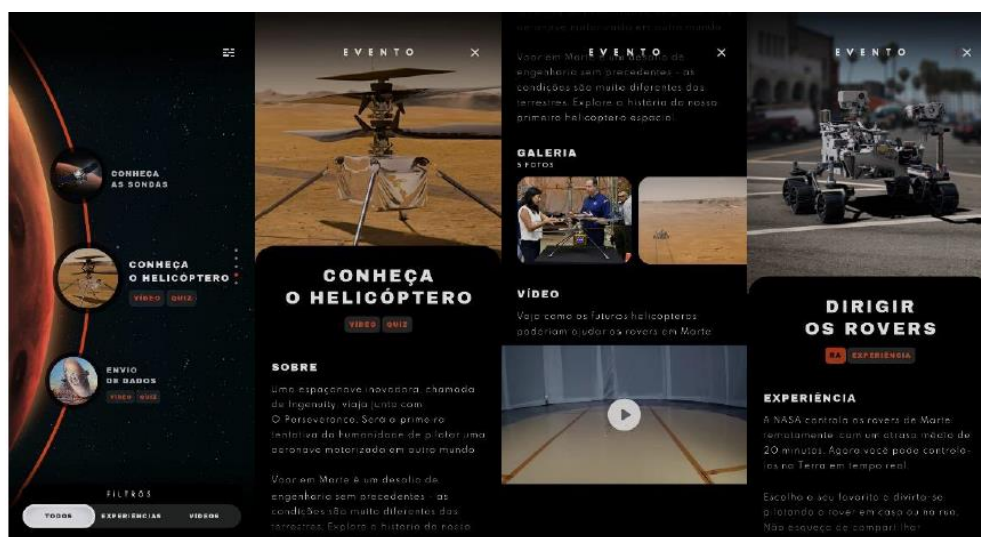 CONHEÇA
AS SONDAS
CONHEÇA
O HELICÓPTERO
VÍDEO QUIZ
ENVIO
DE DADOS
VÍDEO QUIZ
FILTROS
TODOS EXPERIÊNCIAS VÍDEOS
EVENTO
CONHEÇA
O HELICÓPTERO
VÍDEO QUIZ
SOBRE
Uma espaçonave inovadora, chamada
de Ingenuity, viaja junto com
O Perseverance. Será a primeira
tentativa da humanidade de pilotar uma
aeronave motorizada em outro mundo
Voar em Marte é um desafio de
engenharia sem precedentes – as
condições são muito diferentes das
terrestres. Explore a história do nosso
aeronave motorizada em outro mundo
EVENTO
Voar em Marte é um desafio de
engenharia sem precedentes – as
condições são muito diferentes das
terrestres. Explore a história do nosso
primeiro helicóptero espacial.
GALERIA
5 FOTOS
VÍDEO
Veja como os futuros helicópteros
poderiam ajudar os rovers em Marte
EVENTO
DIRIGIR
OS ROVERS
RA EXPERIÊNCIA
EXPERIÊNCIA
A NASA controla os rovers de Marte
remotamente com um atraso médio de
20 minutos. Agora você pode controlá-
los na Terra em tempo real.
Escolha o seu favorito e divirta-se
pilotando o rover em casa ou na rua.
Não esqueça de compartilhar